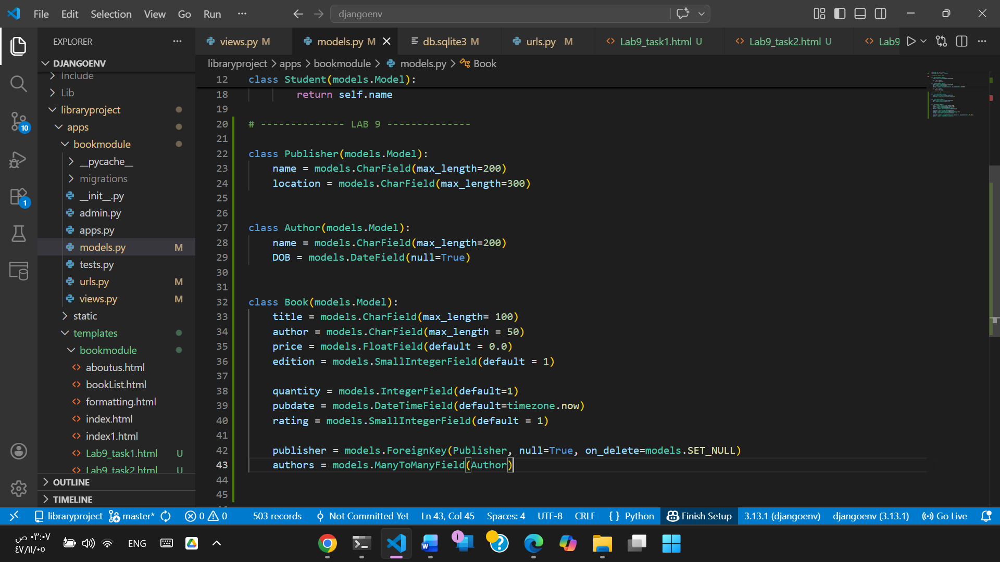 File Edit Selection View Go Run ··· djangoenv
EXPLORER ···
views.py M models.py M db.sqlite3 M urls.py M Lab9_task1.html U Lab9_task2.html U Lab9
DJANGOENV
libraryproject > apps > bookmodule > models.py > Book
Include
Lib
libraryproject
apps
bookmodule
__pycache__
migrations
__init__.py
admin.py
apps.py
models.py M
tests.py
urls.py M
views.py M
static
templates
bookmodule
aboutus.html
bookList.html
formatting.html
index.html
index1.html
Lab9_task1.html U
Lab9_task2.html U
OUTLINE
TIMELINE
10
1
12 class Student(models.Model):
18 return self.name
19
20 # -------------- LAB 9 --------------
21
22 class Publisher(models.Model):
23 name = models.CharField(max_length=200)
24 location = models.CharField(max_length=300)
25
26
27 class Author(models.Model):
28 name = models.CharField(max_length=200)
29 DOB = models.DateField(null=True)
30
31
32 class Book(models.Model):
33 title = models.CharField(max_length= 100)
34 author = models.CharField(max_length = 50)
35 price = models.FloatField(default = 0.0)
36 edition = models.SmallIntegerField(default = 1)
37
38 quantity = models.IntegerField(default=1)
39 pubdate = models.DateTimeField(default=timezone.now)
40 rating = models.SmallIntegerField(default = 1)
41
42 publisher = models.ForeignKey(Publisher, null=True, on_delete=models.SET_NULL)
43 authors = models.ManyToManyField(Author)
44
45
libraryproject master* 0 0 503 records Not Committed Yet Ln 43, Col 45 Spaces: 4 UTF-8 CRLF { } Python Finish Setup 3.13.1 (djangoenv) djangoenv (3.13.1) Go Live
٠٣:٠٧ ص
٤٧/١١/٠٥
ENG
١